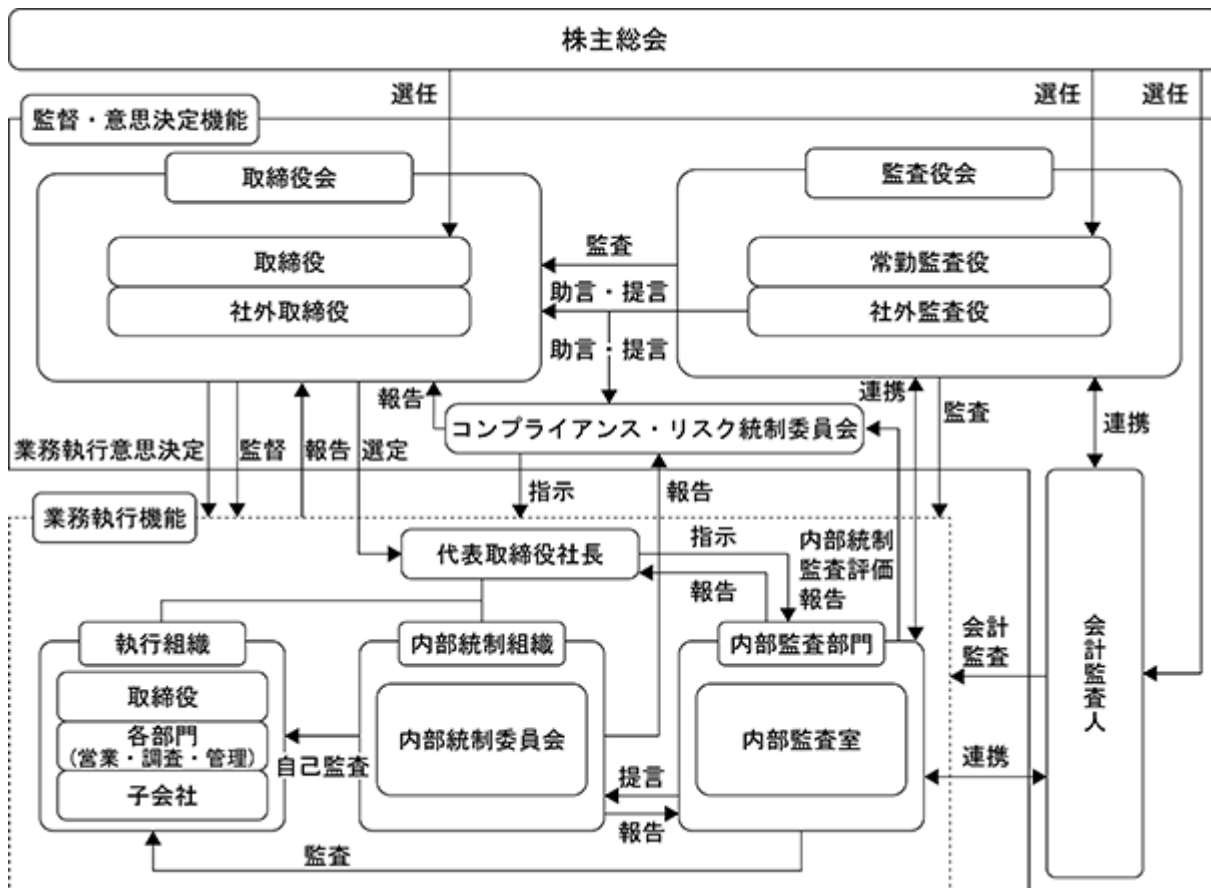 株主総会
選任
選任
選任
監督・意思決定機能
取締役会
監査役会
取締役
社外取締役
監査
助言・提言
助言・提言
常勤監査役
社外監査役
報告
コンプライアンス・リスク統制委員会
連携
監査
連携
業務執行意思決定
監督
報告
選定
指示
報告
業務執行機能
代表取締役社長
指示
報告
内部統制
監査評価
報告
執行組織
内部統制組織
内部監査部門
会計
監査
会計監査人
取締役
各部門
(営業・調査・管理)
子会社
自己監査
内部統制委員会
内部監査室
提言
報告
連携
監査